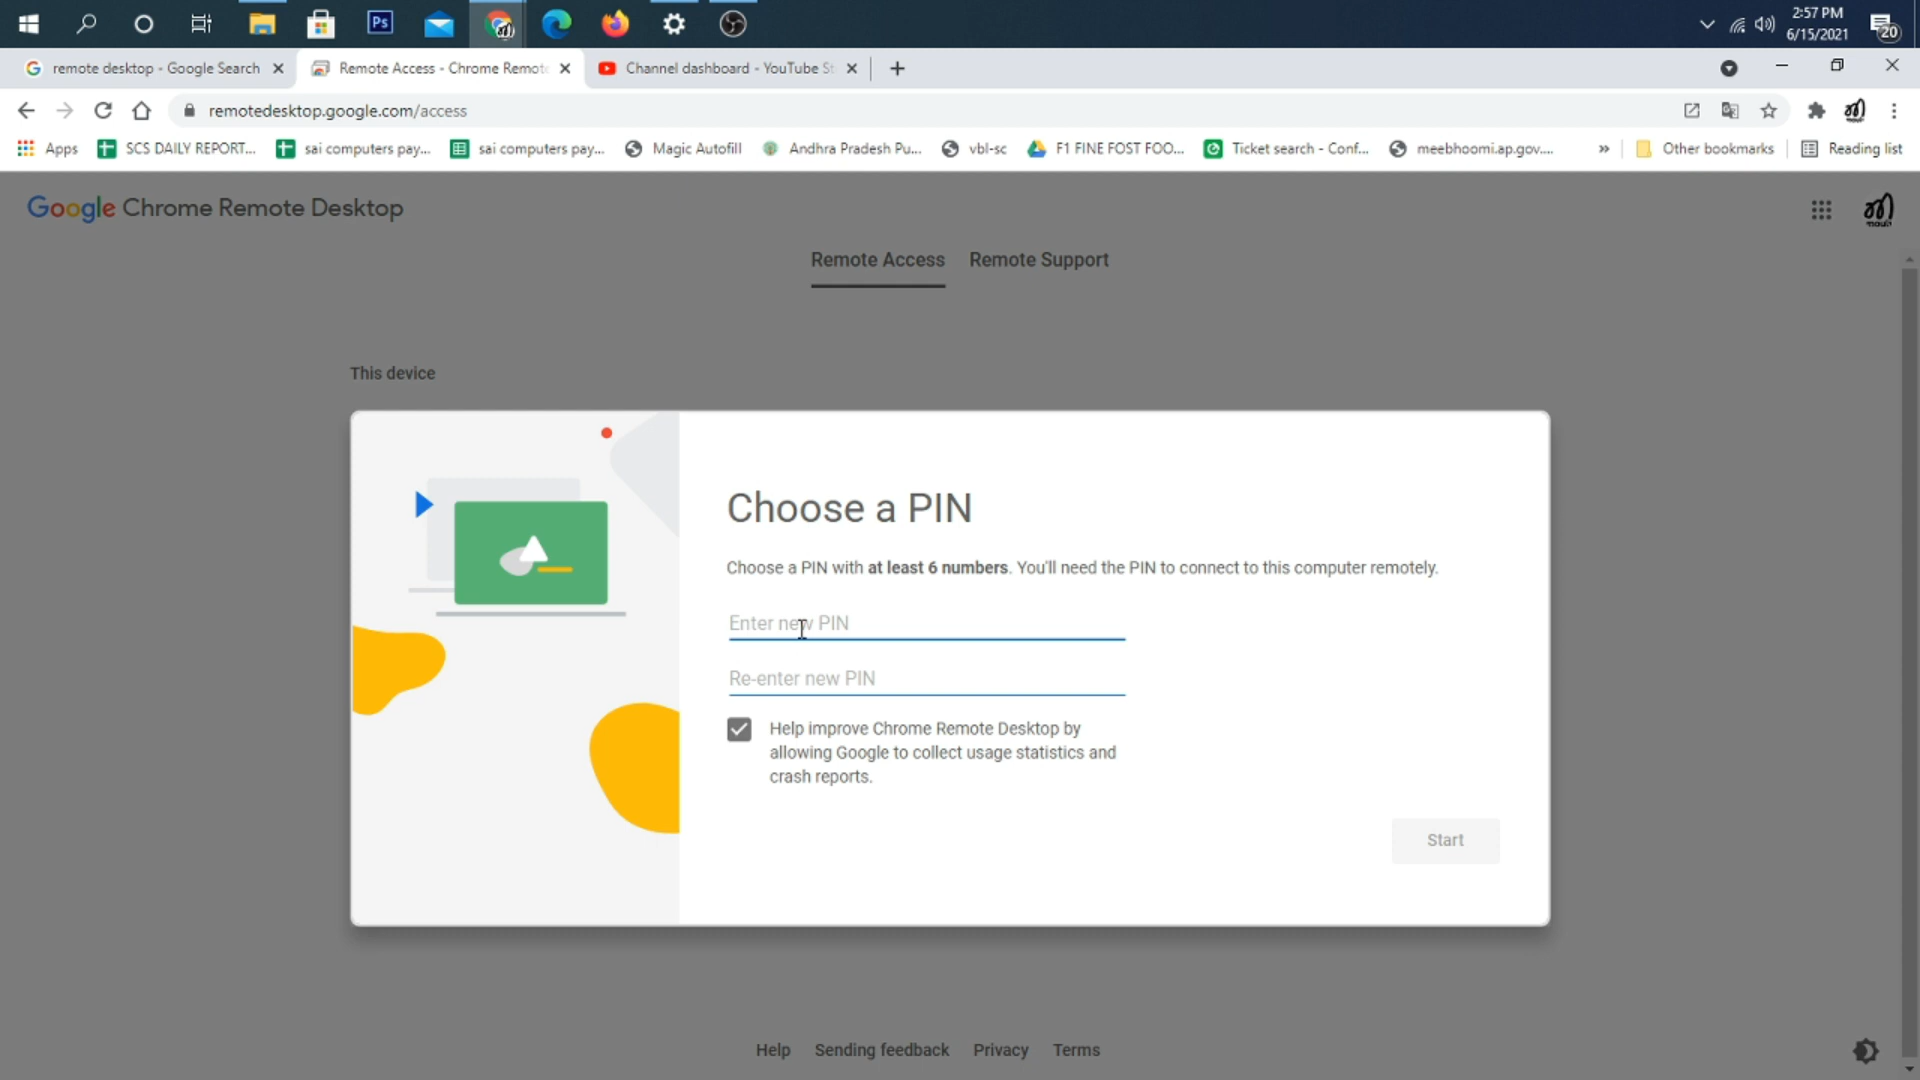 Ps
2:57 PM
6/15/2021
20
remote desktop - Google Search
Remote Access - Chrome Remot
Channel dashboard - YouTube St
remotedesktop.google.com/access
Apps
SCS DAILY REPORT...
sai computers pay...
sai computers pay...
Magic Autofill
Andhra Pradesh Pu...
vbl-sc
F1 FINE FOST FOO...
Ticket search - Conf...
meebhoomi.ap.gov....
»
Other bookmarks
Reading list
Google Chrome Remote Desktop
Remote Access
Remote Support
This device
Choose a PIN
Choose a PIN with at least 6 numbers. You'll need the PIN to connect to this computer remotely.
Enter new PIN
Re-enter new PIN
Help improve Chrome Remote Desktop by
allowing Google to collect usage statistics and
crash reports.
Start
Help
Sending feedback
Privacy
Terms